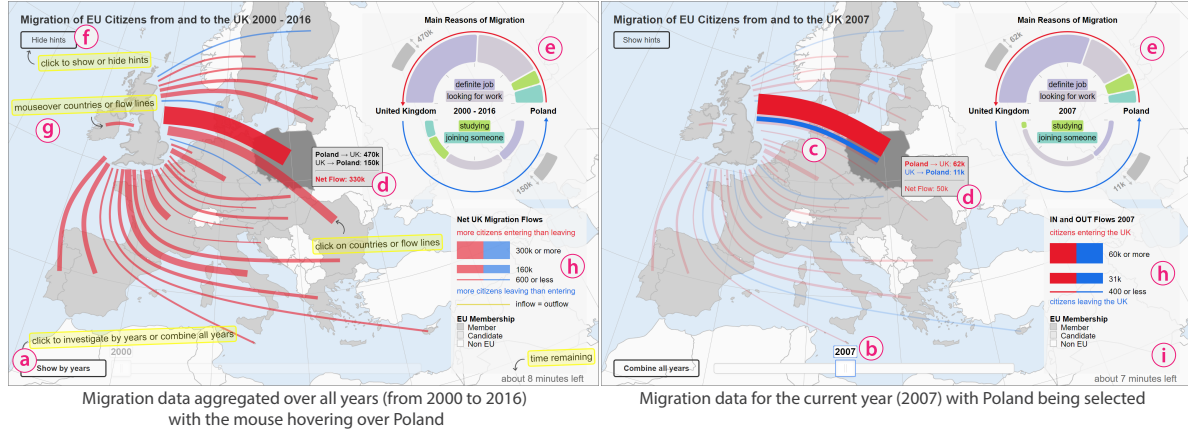 Migration of EU Citizens from and to the UK 2000 - 2016
Hide hints
f
click to show or hide hints
mouseover countries or flow lines
g
Main Reasons of Migration
470k
e
definite job
looking for work
United Kingdom
2000 - 2016
Poland
studying
joining someone
150k
Poland → UK: 470k
UK → Poland: 150k
Net Flow: 330k
d
click on countries or flow lines
Net UK Migration Flows
more citizens entering than leaving
300k or more
160k
600 or less
h
more citizens leaving than entering
inflow = outflow
EU Membership
Member
Candidate
Non EU
click to investigate by years or combine all years
a
2000
Show by years
time remaining
about 8 minutes left
Migration data aggregated over all years (from 2000 to 2016)
with the mouse hovering over Poland
Migration of EU Citizens from and to the UK 2007
Show hints
Main Reasons of Migration
62k
e
definite job
looking for work
United Kingdom
2007
Poland
studying
joining someone
11k
c
Poland → UK: 62k
UK → Poland: 11k
Net Flow: 50k
d
IN and OUT Flows 2007
citizens entering the UK
60k or more
31k
400 or less
h
citizens leaving the UK
EU Membership
Member
Candidate
Non EU
b
2007
i
Combine all years
about 7 minutes left
Migration data for the current year (2007) with Poland being selected